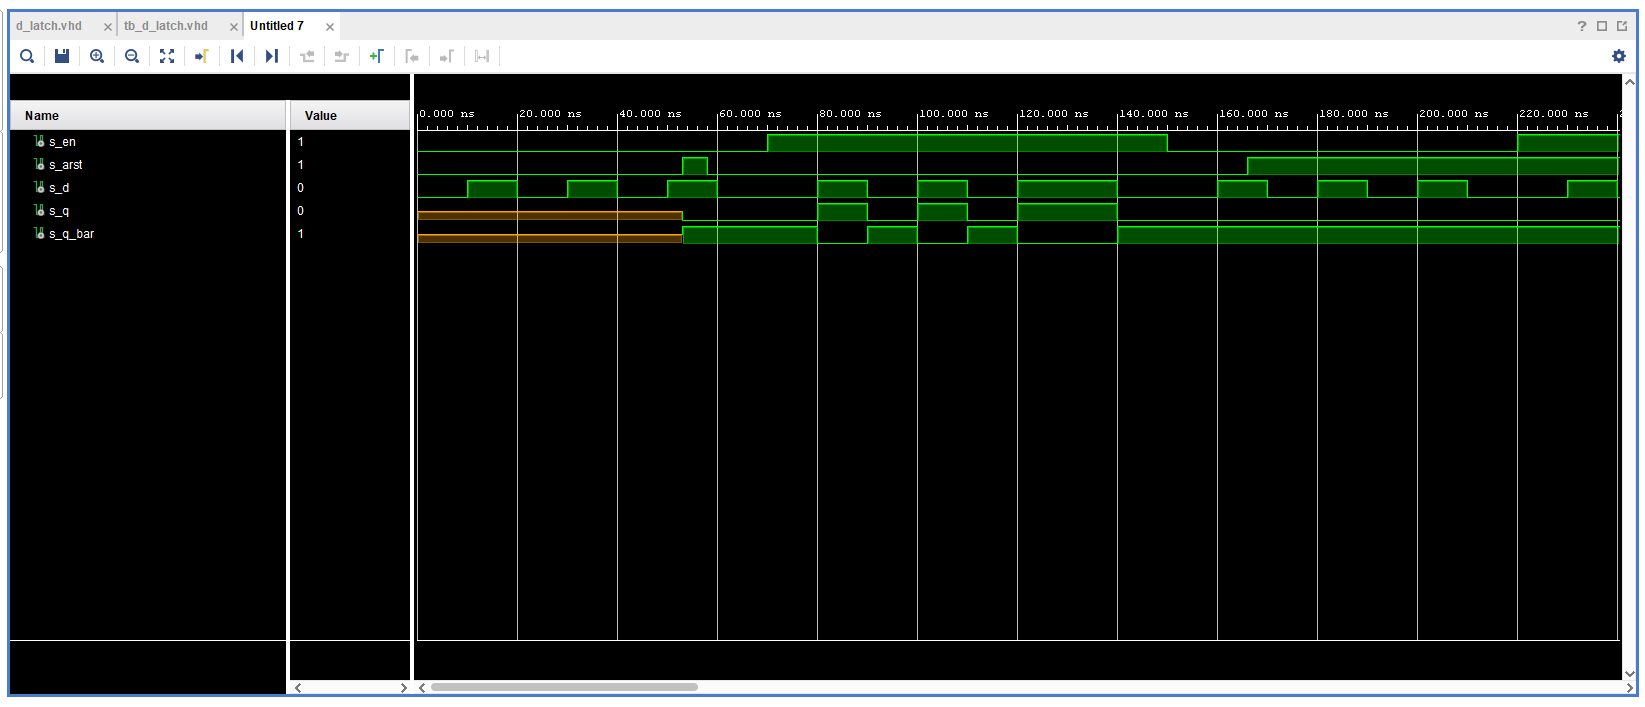 d_latch.vhd tb_d_latch.vhd Untitled 7
Name Value
0.000 ns 20.000 ns 40.000 ns 60.000 ns 80.000 ns 100.000 ns 120.000 ns 140.000 ns 160.000 ns 180.000 ns 200.000 ns 220.000 ns
s_en 1
s_arst 1
s_d 0
s_q 0
s_q_bar 1